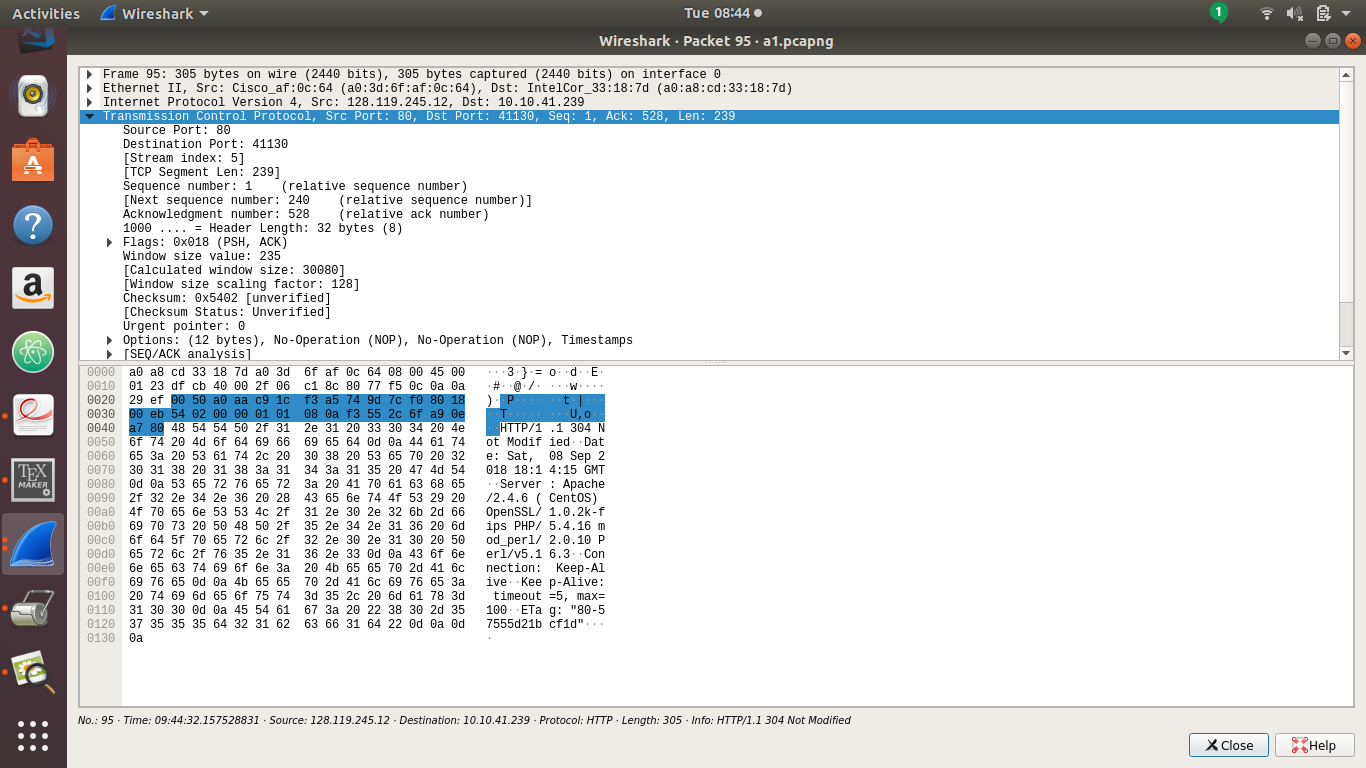 Activities Wireshark Tue 08:44 1
Wireshark · Packet 95 · a1.pcapng
Frame 95: 305 bytes on wire (2440 bits), 305 bytes captured (2440 bits) on interface 0
Ethernet II, Src: Cisco_af:0c:64 (a0:3d:6f:af:0c:64), Dst: IntelCor_33:18:7d (a0:a8:cd:33:18:7d)
Internet Protocol Version 4, Src: 128.119.245.12, Dst: 10.10.41.239
Transmission Control Protocol, Src Port: 80, Dst Port: 41130, Seq: 1, Ack: 528, Len: 239
Source Port: 80
Destination Port: 41130
[Stream index: 5]
[TCP Segment Len: 239]
Sequence number: 1    (relative sequence number)
[Next sequence number: 240    (relative sequence number)]
Acknowledgment number: 528    (relative ack number)
1000 .... = Header Length: 32 bytes (8)
Flags: 0x018 (PSH, ACK)
Window size value: 235
[Calculated window size: 30080]
[Window size scaling factor: 128]
Checksum: 0x5402 [unverified]
[Checksum Status: Unverified]
Urgent pointer: 0
Options: (12 bytes), No-Operation (NOP), No-Operation (NOP), Timestamps
[SEQ/ACK analysis]
0000 a0 a8 cd 33 18 7d a0 3d 6f af 0c 64 08 00 45 00 ···3·}·= o··d··E·
0010 01 23 df cb 40 00 2f 06 c1 8c 80 77 f5 0c 0a 0a ·#··@·/· ···w····
0020 29 ef 00 50 a0 aa c9 1c f3 a5 74 9d 7c f0 80 18 )··P···· ··t·|···
0030 00 eb 54 02 00 00 01 01 08 0a f3 55 2c 6f a9 0e ··T····· ···U,o··
0040 a7 80 48 54 54 50 2f 31 2e 31 20 33 30 34 20 4e ··HTTP/1 .1 304 N
0050 6f 74 20 4d 6f 64 69 66 69 65 64 0d 0a 44 61 74 ot Modif ied··Dat
0060 65 3a 20 53 61 74 2c 20 30 38 20 53 65 70 20 32 e: Sat,  08 Sep 2
0070 30 31 38 20 31 38 3a 31 34 3a 31 35 20 47 4d 54 018 18:1 4:15 GMT
0080 0d 0a 53 65 72 76 65 72 3a 20 41 70 61 63 68 65 ··Server : Apache
0090 2f 32 2e 34 2e 36 20 28 43 65 6e 74 4f 53 29 20 /2.4.6 ( CentOS)
00a0 4f 70 65 6e 53 53 4c 2f 31 2e 30 2e 32 6b 2d 66 OpenSSL/ 1.0.2k-f
00b0 69 70 73 20 50 48 50 2f 35 2e 34 2e 31 36 20 6d ips PHP/ 5.4.16 m
00c0 6f 64 5f 70 65 72 6c 2f 32 2e 30 2e 31 30 20 50 od_perl/ 2.0.10 P
00d0 65 72 6c 2f 76 35 2e 31 36 2e 33 0d 0a 43 6f 6e erl/v5.1 6.3··Con
00e0 6e 65 63 74 69 6f 6e 3a 20 4b 65 65 70 2d 41 6c nection:  Keep-Al
00f0 69 76 65 0d 0a 4b 65 65 70 2d 41 6c 69 76 65 3a ive··Kee p-Alive:
0100 20 74 69 6d 65 6f 75 74 3d 35 2c 20 6d 61 78 3d  timeout =5, max=
0110 31 30 30 0d 0a 45 54 61 67 3a 20 22 38 30 2d 35 100··ETa g: "80-5
0120 37 35 35 35 64 32 31 62 63 66 31 64 22 0d 0a 0d 7555d21b cf1d"···
0130 0a ·
No.: 95 · Time: 09:44:32.157528831 · Source: 128.119.245.12 · Destination: 10.10.41.239 · Protocol: HTTP · Length: 305 · Info: HTTP/1.1 304 Not Modified
Close Help
A
?
a
TEX
MAKER